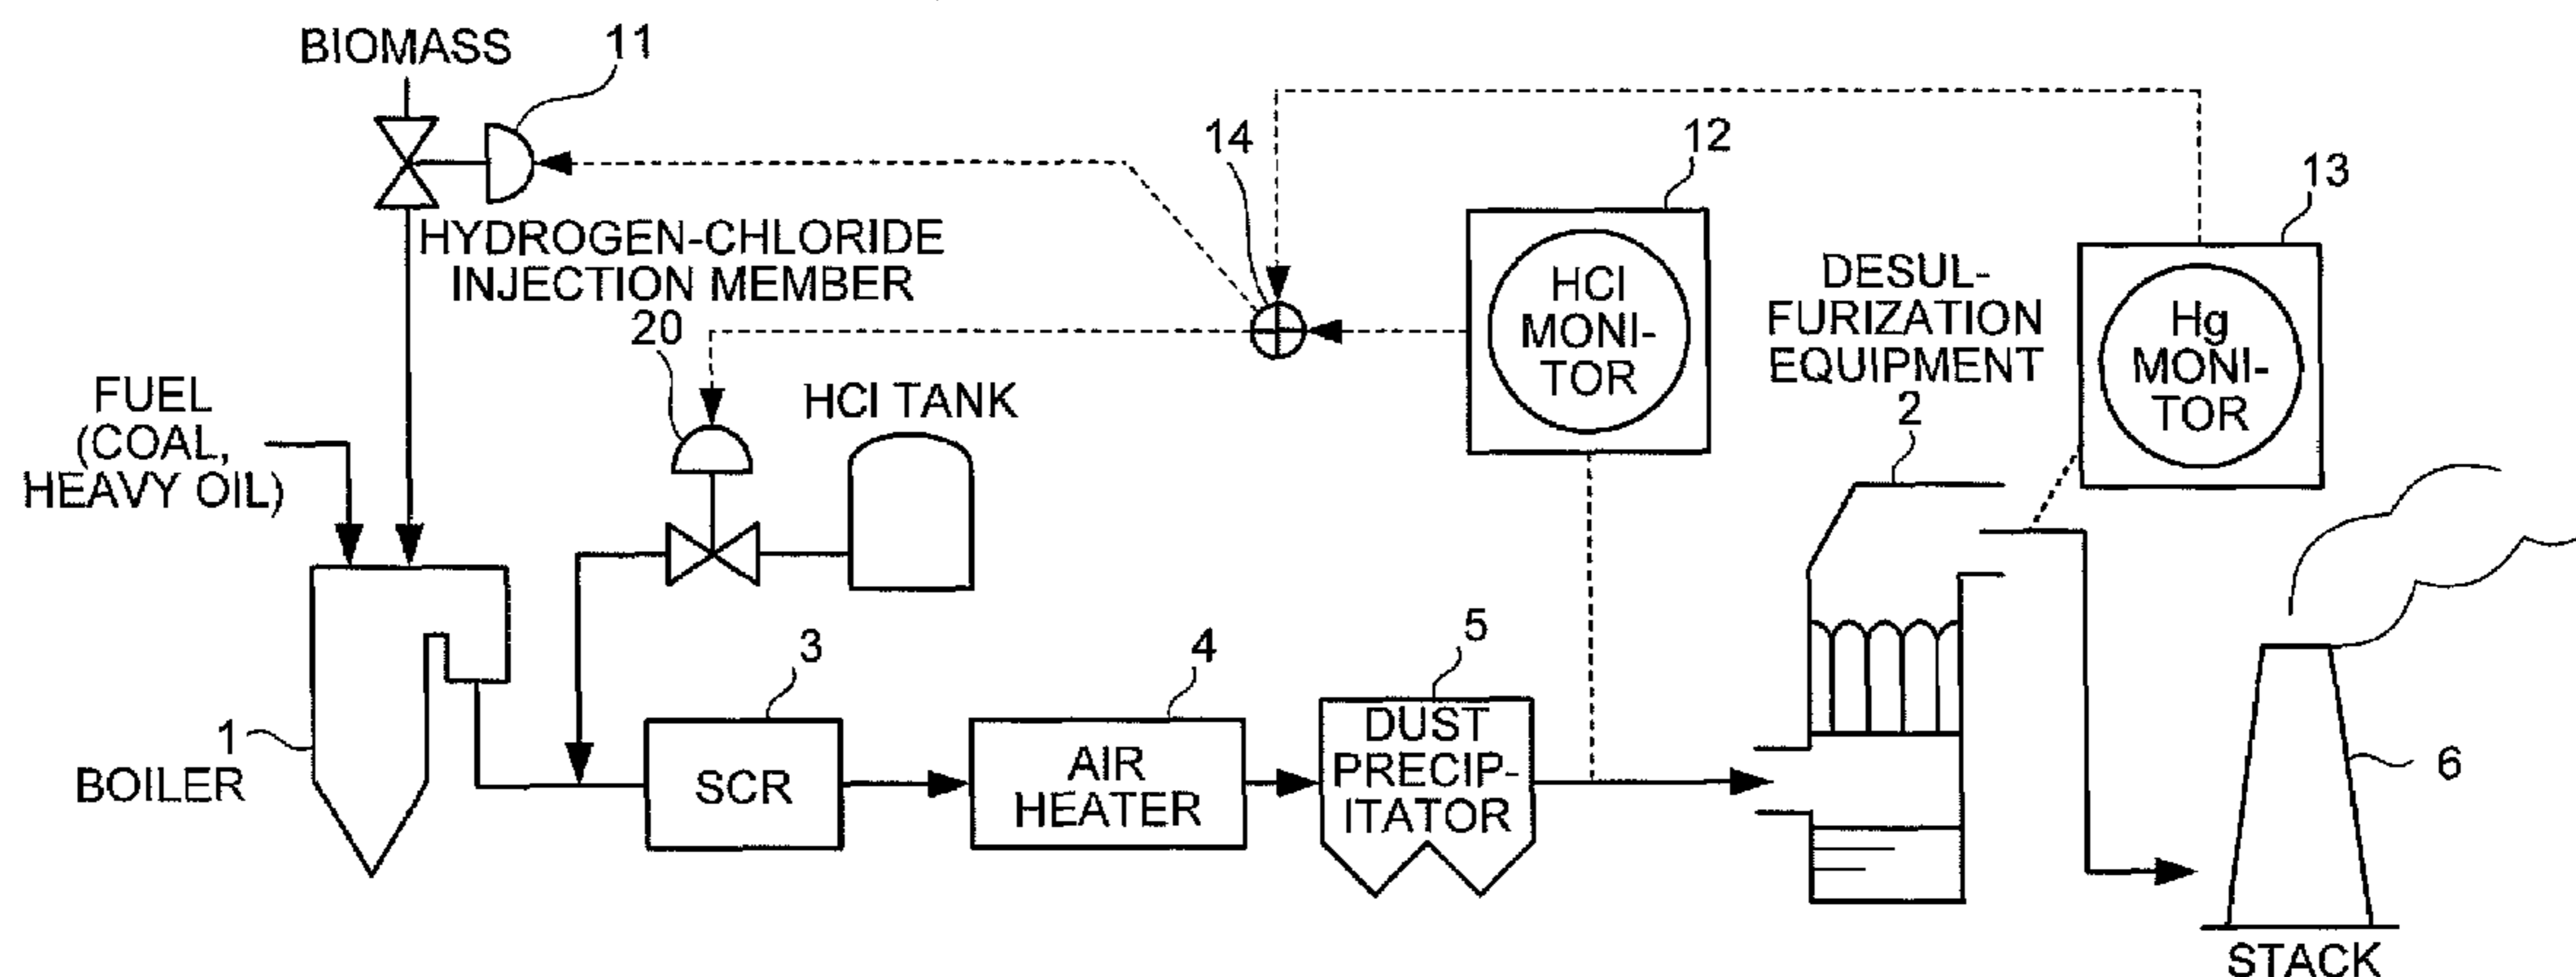 BIOMASS
11
14
12
13
HYDROGEN-CHLORIDE
INJECTION MEMBER
20
HCl
MONI-
TOR
DESUL-
FURIZATION
EQUIPMENT
2
Hg
MONI-
TOR
FUEL
(COAL,
HEAVY OIL)
HCl TANK
1
BOILER
3
SCR
4
AIR
HEATER
5
DUST
PRECIP-
ITATOR
6
STACK